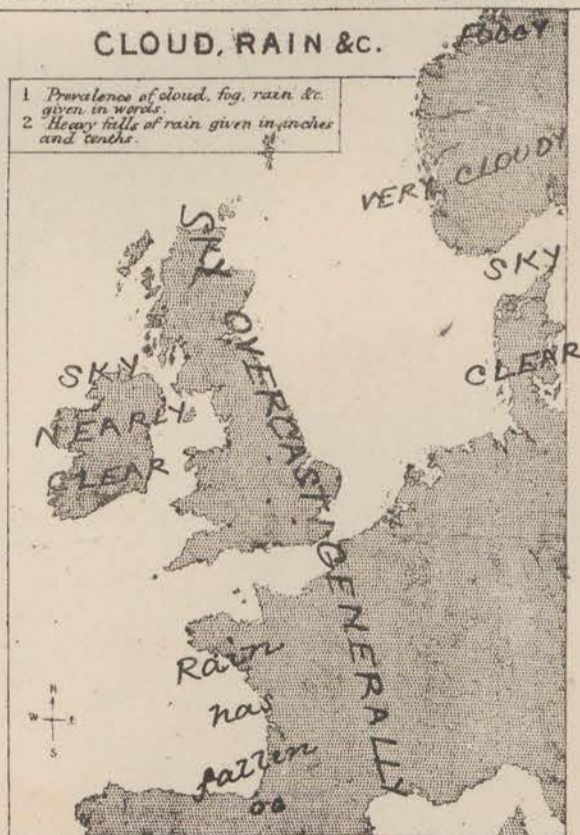 CLOUD, RAIN &c.
1 Prevalence of cloud, fog, rain &c.
given in words.
2 Heavy falls of rain given in inches
and tenths.
FOGGY
VERY CLOUDY
SKY
CLEAR
SKY OVERCAST GENERALLY
SKY
NEARLY
CLEAR
Rain
has
fallen
N
W E
S